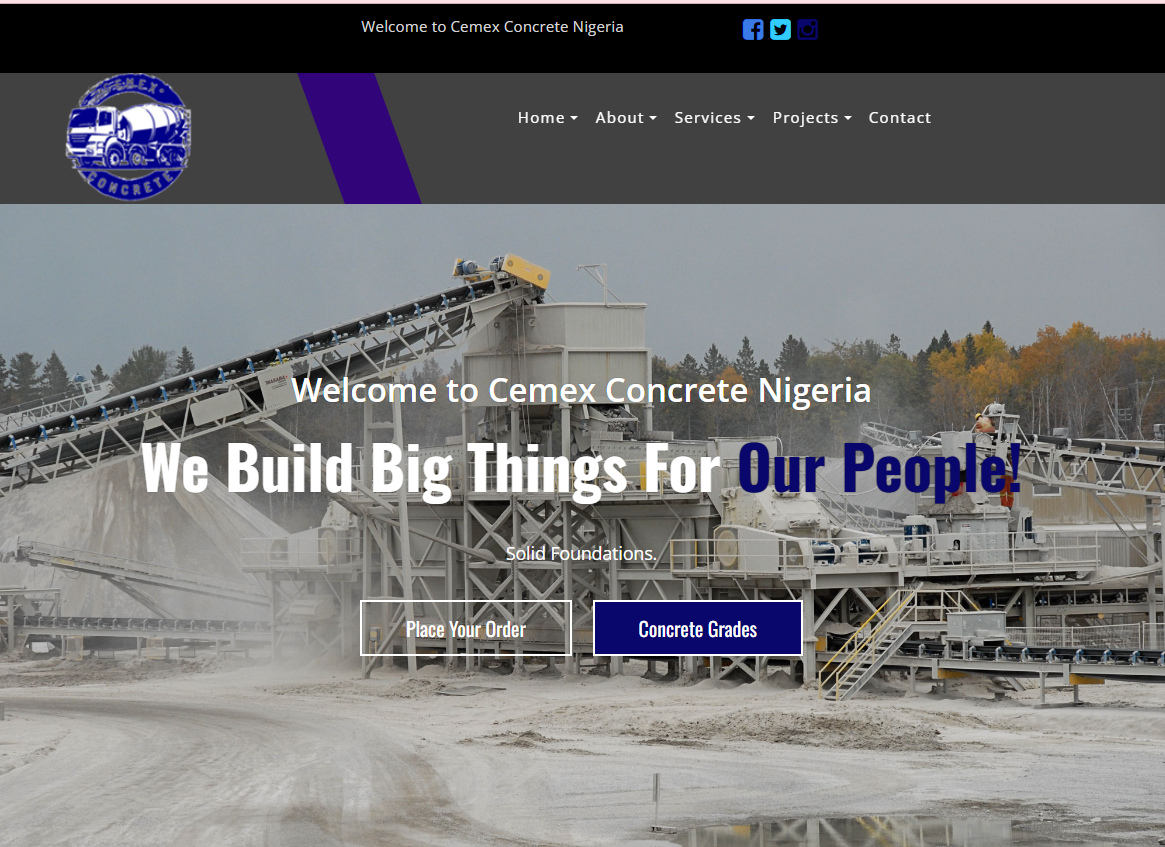 Welcome to Cemex Concrete Nigeria
CEMEX
CONCRETE
Home About Services Projects Contact
Welcome to Cemex Concrete Nigeria
We Build Big Things For Our People!
Solid Foundations.
Place Your Order Concrete Grades